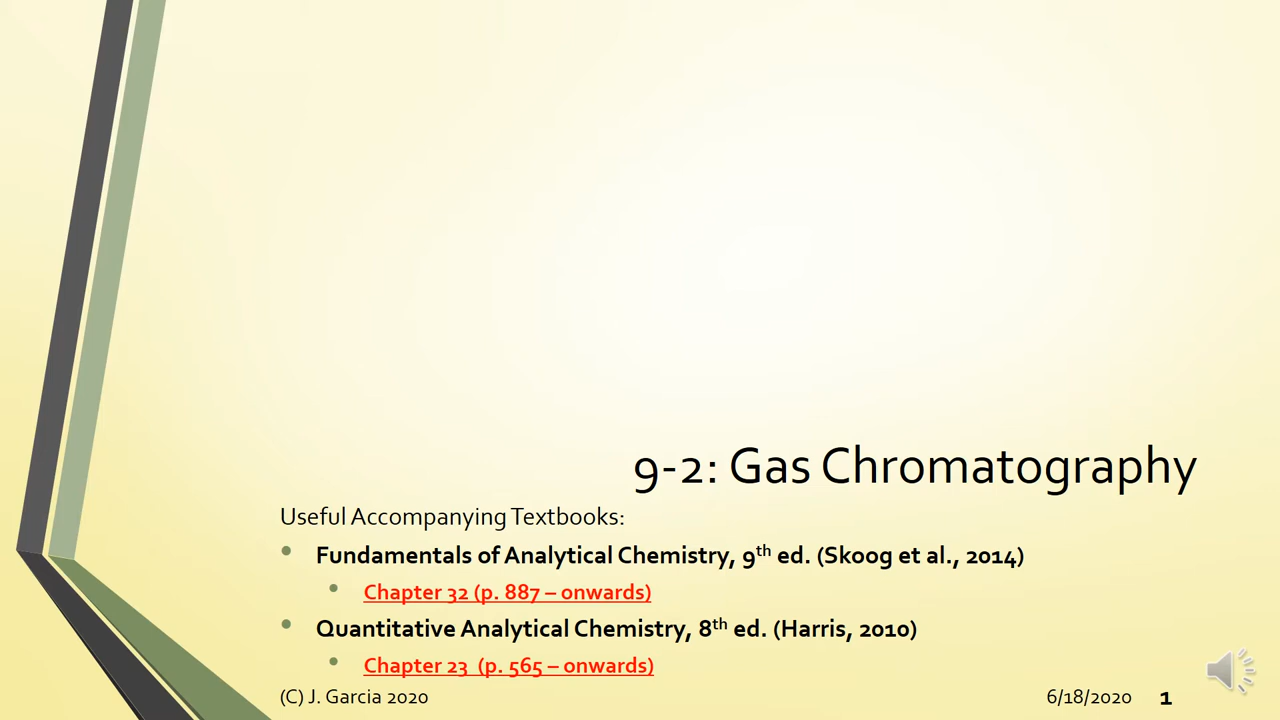 9-2: Gas Chromatography
Useful Accompanying Textbooks:
• Fundamentals of Analytical Chemistry, 9th ed. (Skoog et al., 2014)
• Chapter 32 (p. 887 – onwards)
• Quantitative Analytical Chemistry, 8th ed. (Harris, 2010)
• Chapter 23 (p. 565 – onwards)
(C) J. Garcia 2020 6/18/2020 1